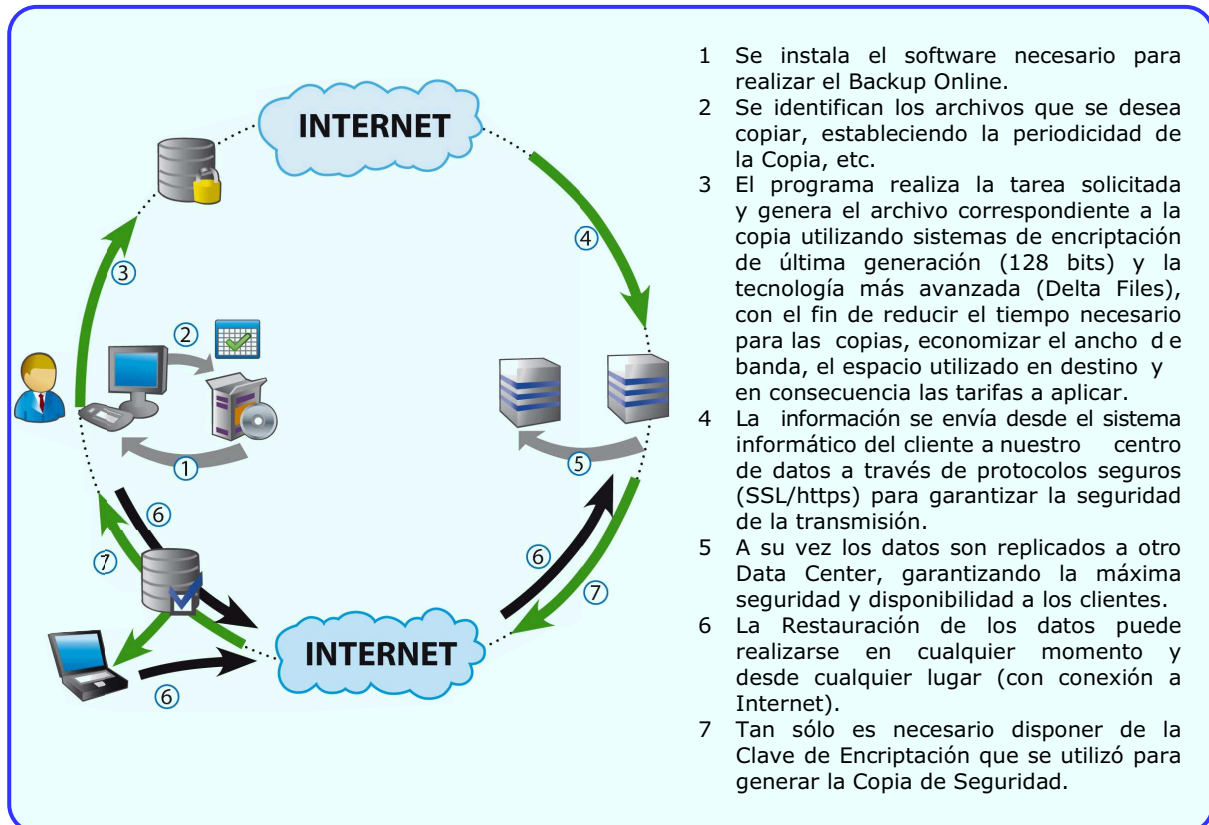 INTERNET
3
4
2
1
5
6
7
6
6
7
INTERNET
1 Se instala el software necesario para
realizar el Backup Online.
2 Se identifican los archivos que se desea
copiar, estableciendo la periodicidad de
la Copia, etc.
3 El programa realiza la tarea solicitada
y genera el archivo correspondiente a la
copia utilizando sistemas de encriptación
de última generación (128 bits) y la
tecnología más avanzada (Delta Files),
con el fin de reducir el tiempo necesario
para las copias, economizar el ancho d e
banda, el espacio utilizado en destino y
en consecuencia las tarifas a aplicar.
4 La información se envía desde el sistema
informático del cliente a nuestro centro
de datos a través de protocolos seguros
(SSL/https) para garantizar la seguridad
de la transmisión.
5 A su vez los datos son replicados a otro
Data Center, garantizando la máxima
seguridad y disponibilidad a los clientes.
6 La Restauración de los datos puede
realizarse en cualquier momento y
desde cualquier lugar (con conexión a
Internet).
7 Tan sólo es necesario disponer de la
Clave de Encriptación que se utilizó para
generar la Copia de Seguridad.